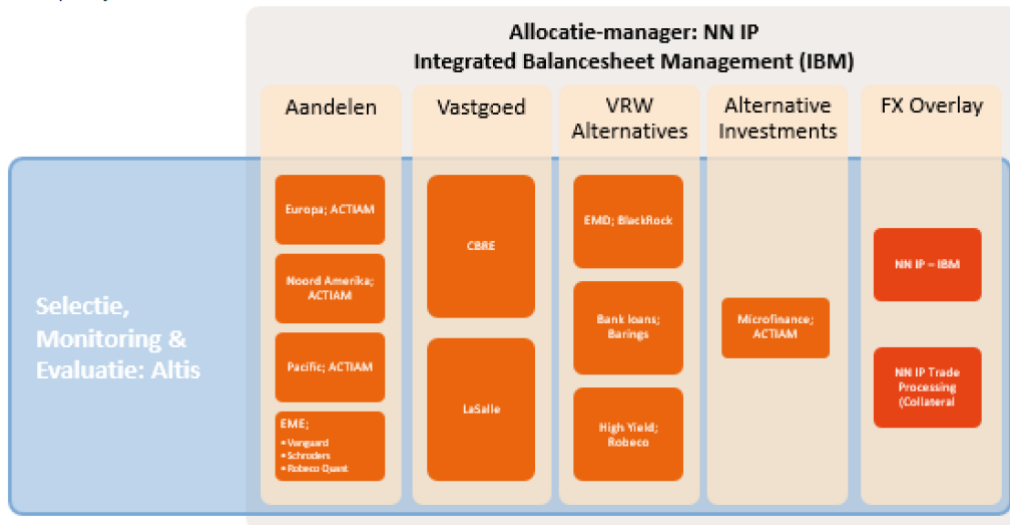 Allocatie-manager: NN IP
Integrated Balancesheet Management (IBM)
Aandelen
Vastgoed
VRW
Alternatives
Alternative
Investments
FX Overlay
Selectie,
Monitoring &
Evaluatie: Altis
Europa; ACTIAM
Noord Amerika;
ACTIAM
Pacific; ACTIAM
EME;
• Vanguard
• Schroders
• Robeco Quant
CBRE
LaSalle
EMD; BlackRock
Bank loans;
Barings
High Yield;
Robeco
Microfinance;
ACTIAM
NN IP – IBM
NN IP Trade
Processing
(Collateral